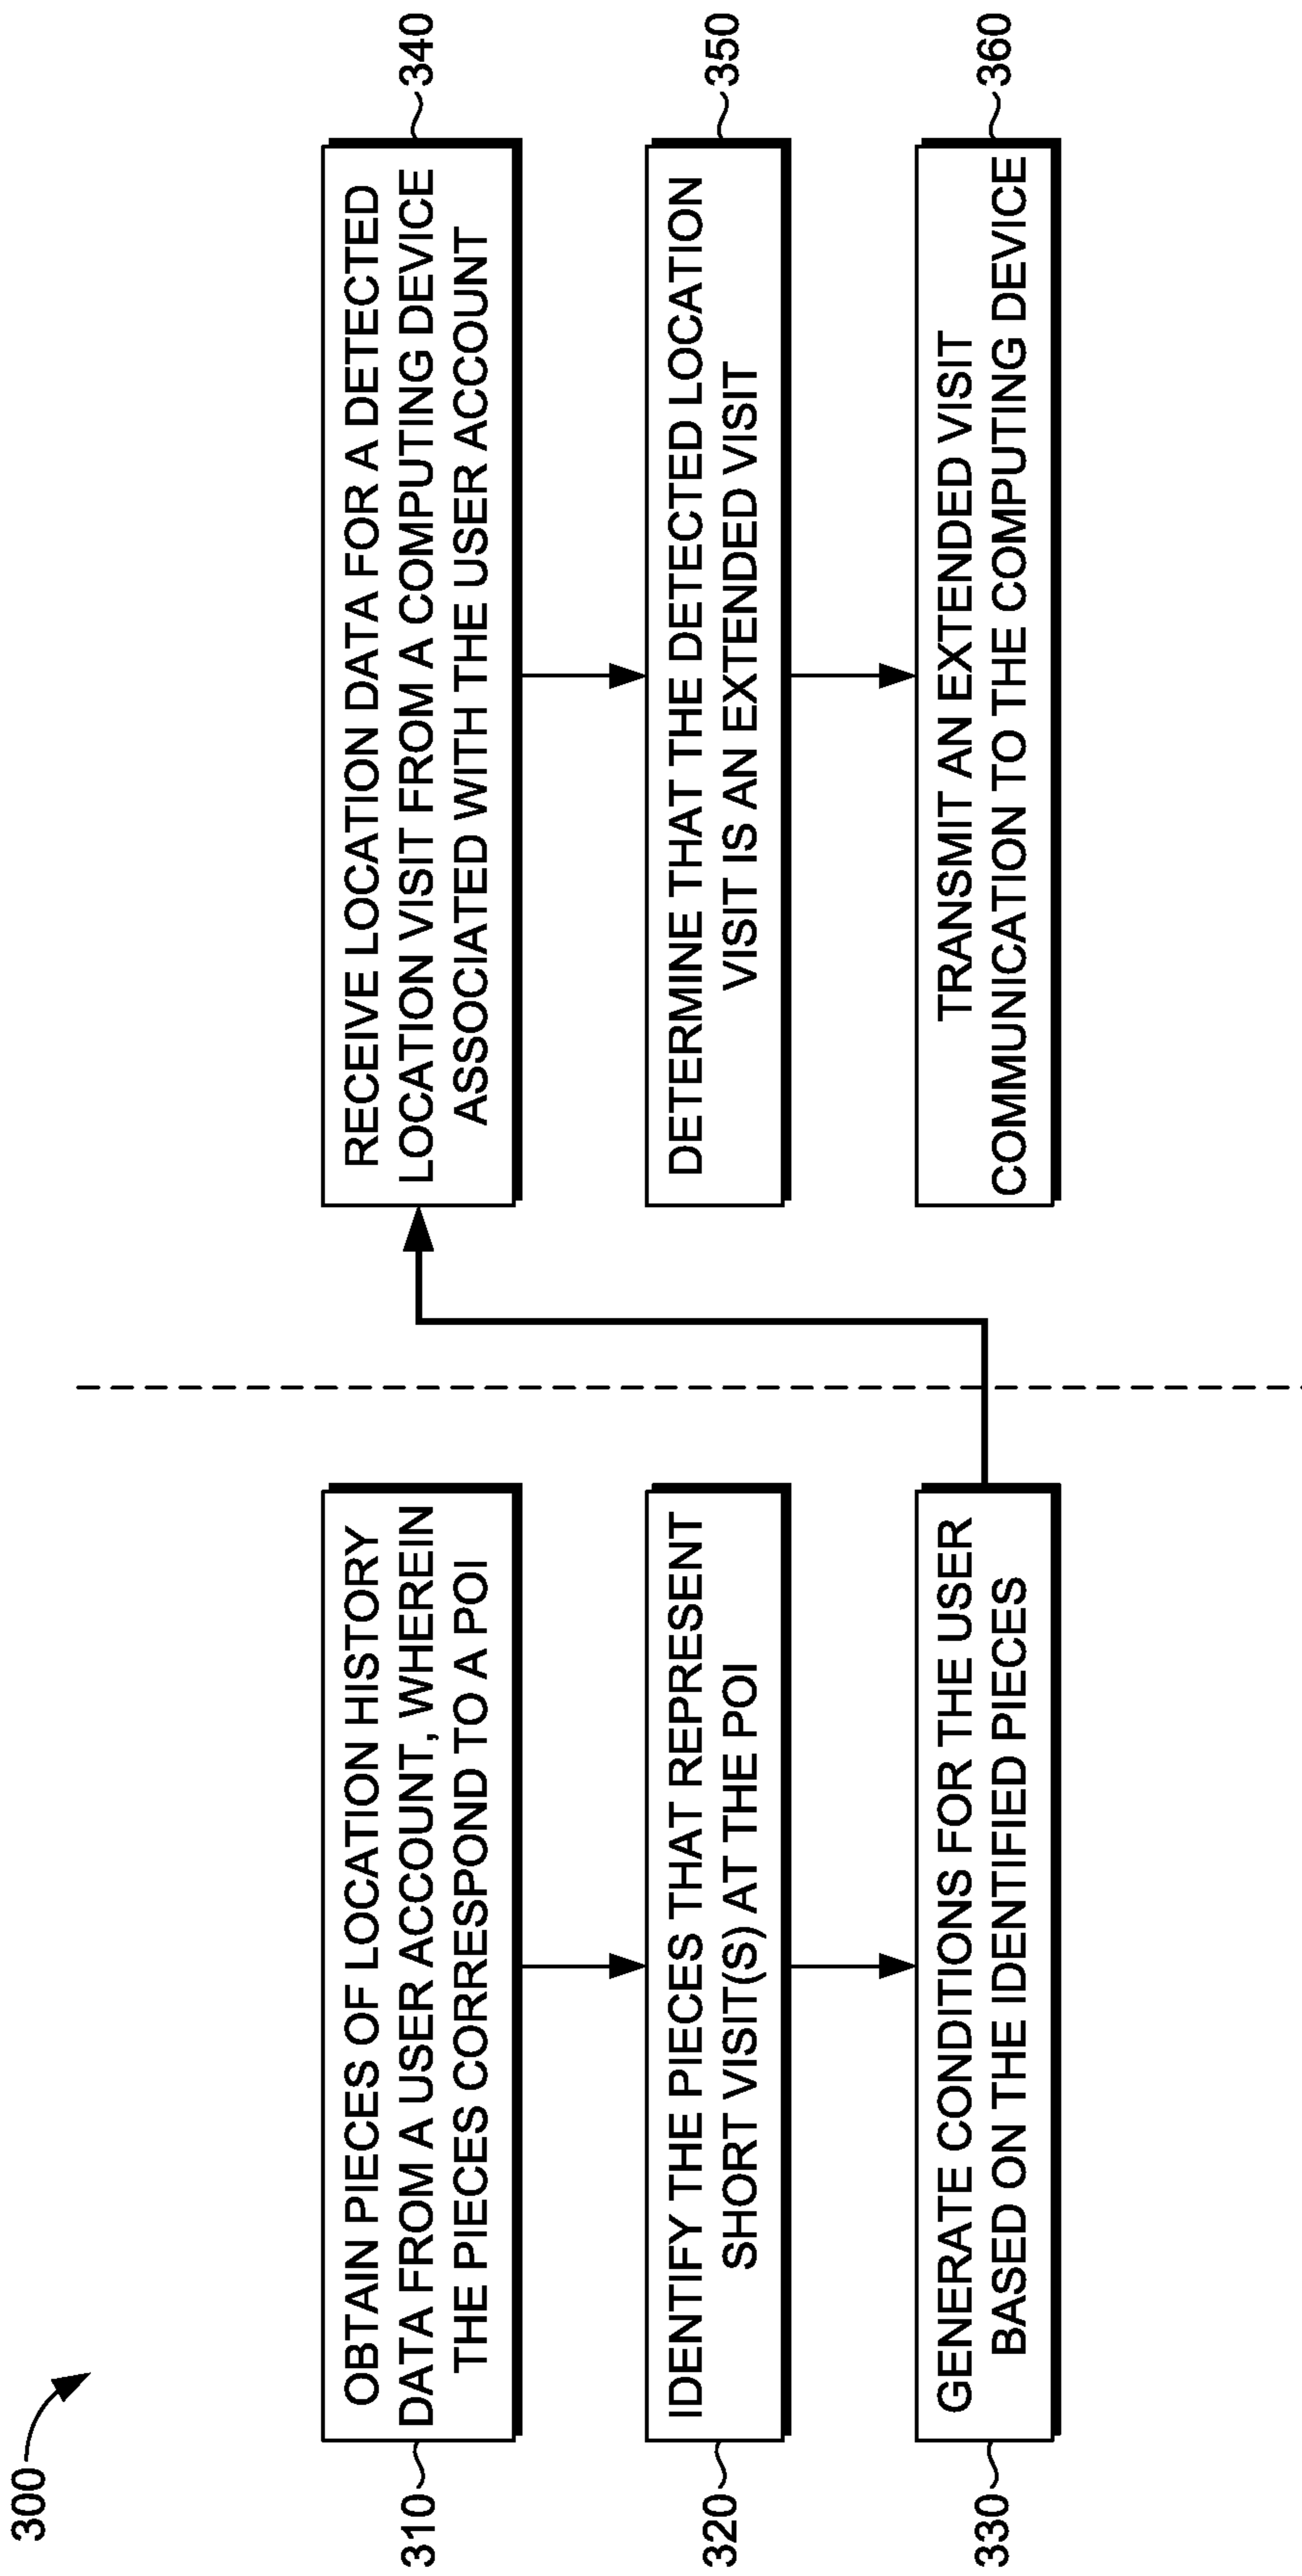 300
310
OBTAIN PIECES OF LOCATION HISTORY
DATA FROM A USER ACCOUNT, WHEREIN
THE PIECES CORRESPOND TO A POI
320
IDENTIFY THE PIECES THAT REPRESENT
SHORT VISIT(S) AT THE POI
330
GENERATE CONDITIONS FOR THE USER
BASED ON THE IDENTIFIED PIECES
340
RECEIVE LOCATION DATA FOR A DETECTED
LOCATION VISIT FROM A COMPUTING DEVICE
ASSOCIATED WITH THE USER ACCOUNT
350
DETERMINE THAT THE DETECTED LOCATION
VISIT IS AN EXTENDED VISIT
360
TRANSMIT AN EXTENDED VISIT
COMMUNICATION TO THE COMPUTING DEVICE